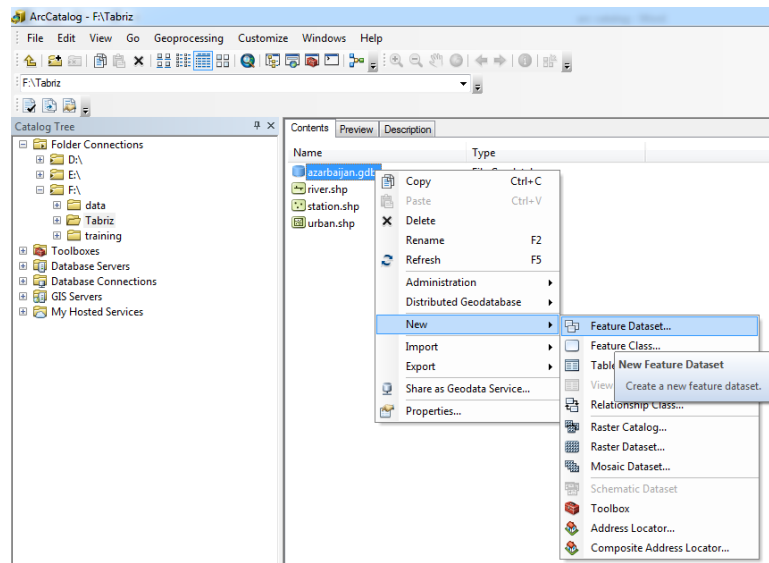 ArcCatalog - F:\Tabriz
File Edit View Go Geoprocessing Customize Windows Help
F:\Tabriz
Catalog Tree
Folder Connections
D:\
E:\
F:\
data
Tabriz
training
Toolboxes
Database Servers
Database Connections
GIS Servers
My Hosted Services
Contents Preview Description
Name Type
azarbaijan.gdb
river.shp
station.shp
urban.shp
Copy Ctrl+C
Paste Ctrl+V
Delete
Rename F2
Refresh F5
Administration
Distributed Geodatabase
New
Import
Export
Share as Geodata Service...
Properties...
Feature Dataset...
Feature Class...
Table
View
Relationship Class...
Raster Catalog...
Raster Dataset...
Mosaic Dataset...
Schematic Dataset
Toolbox
Address Locator...
Composite Address Locator...
New Feature Dataset
Create a new feature dataset.